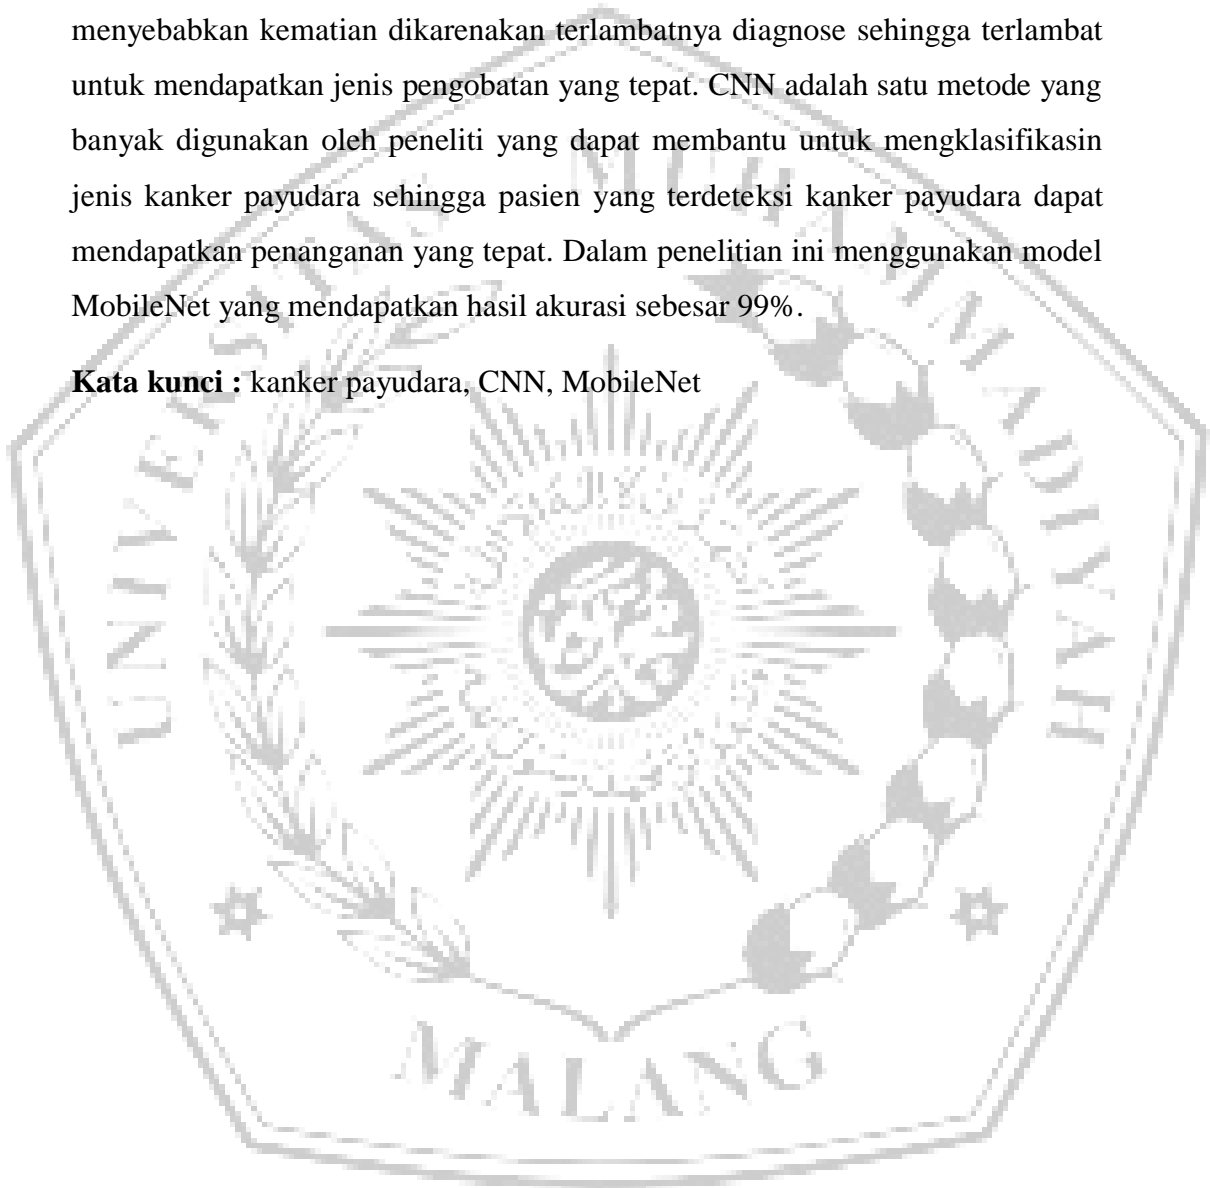 menyebabkan kematian dikarenakan terlambatnya diagnose sehingga terlambat
untuk mendapatkan jenis pengobatan yang tepat. CNN adalah satu metode yang
banyak digunakan oleh peneliti yang dapat membantu untuk mengklasifikasin
jenis kanker payudara sehingga pasien yang terdeteksi kanker payudara dapat
mendapatkan penanganan yang tepat. Dalam penelitian ini menggunakan model
MobileNet yang mendapatkan hasil akurasi sebesar 99%.
Kata kunci : kanker payudara, CNN, MobileNet
UNIVERSITAS MUHAMMADIYAH
MALANG